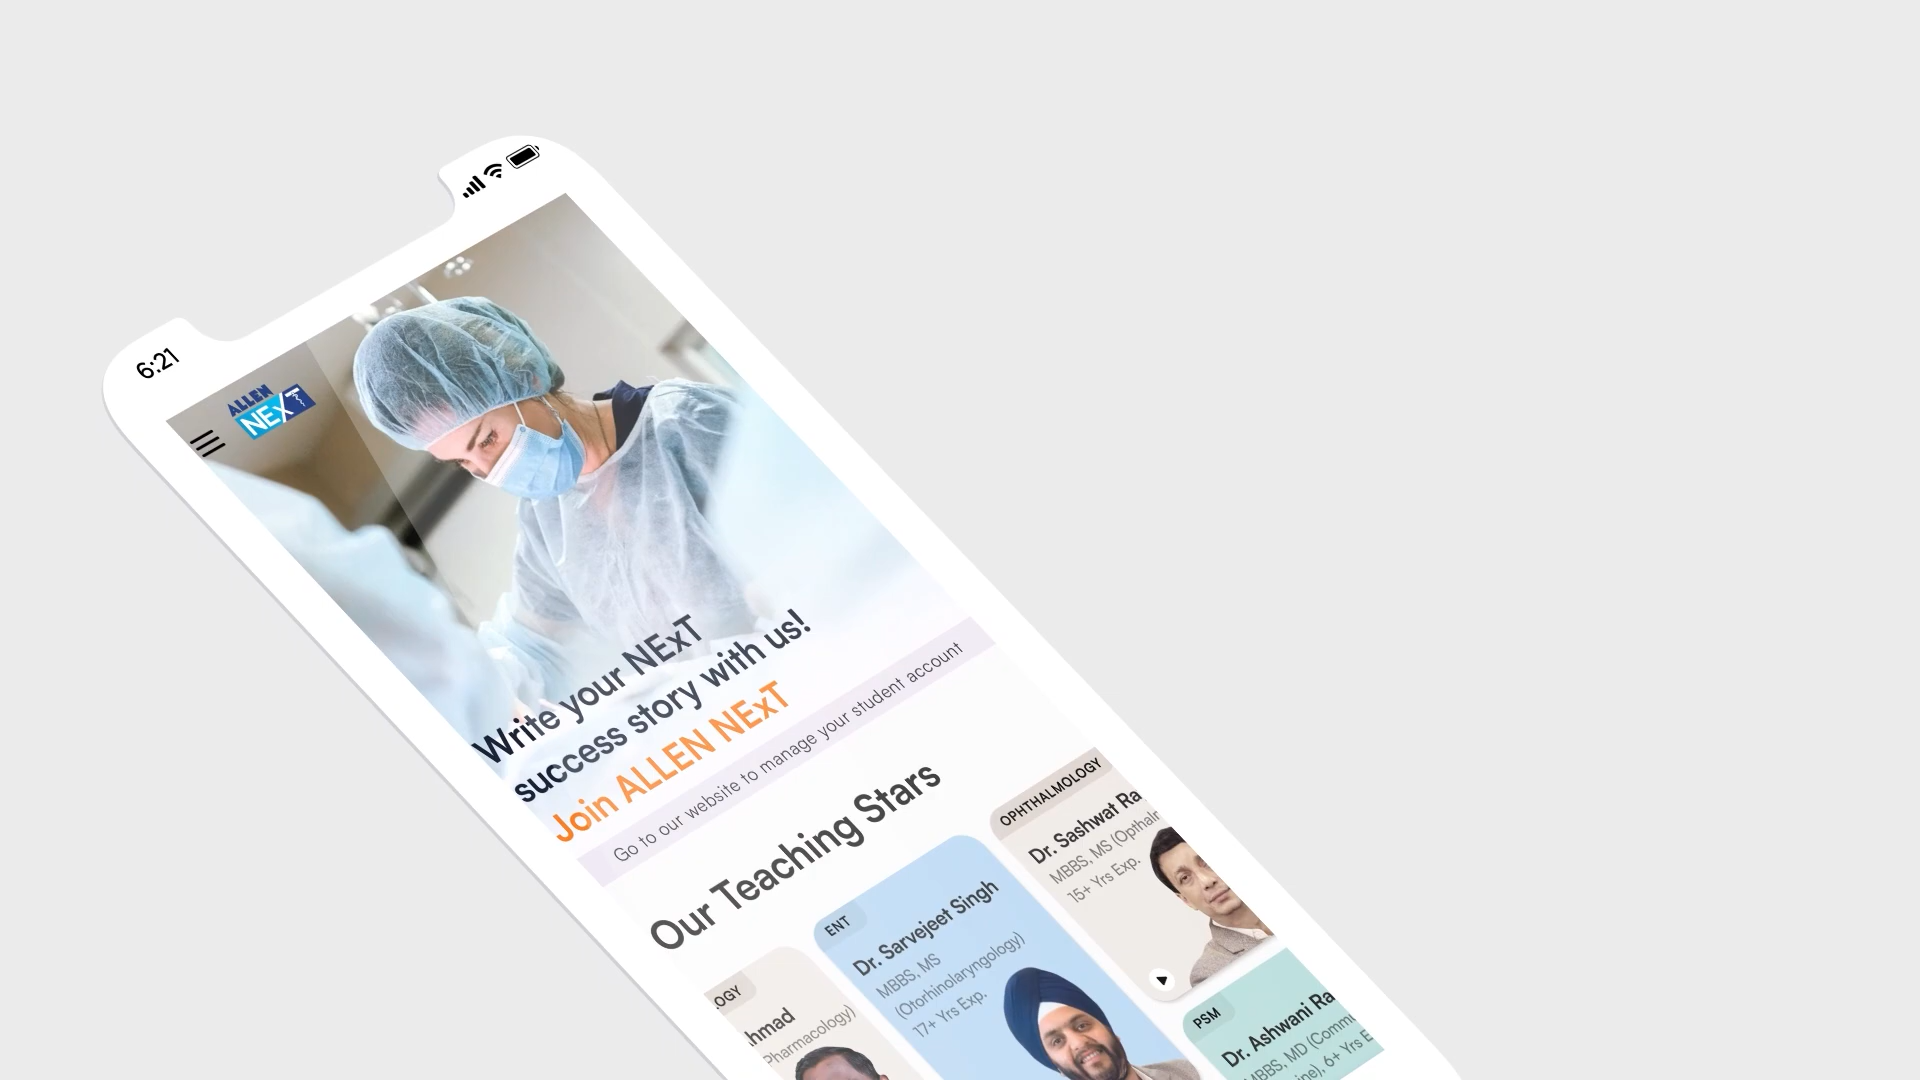 6:21
ALLEN
NExT
Write your NExT
success story with us!
Join ALLEN NExT
Go to our website to manage your student account
Our Teaching Stars
OPHTHALMOLOGY
Dr. Sashwat Ra
MBBS, MS (Opthalr
15+ Yrs Exp.
ENT
Dr. Sarvejeet Singh
MBBS, MS
(Otorhinolaryngology)
17+ Yrs Exp.
OGY
hmad
Pharmacology)
PSM
Dr. Ashwani Ra
MBBS, MD (Comm
ine), 6+ Yrs E